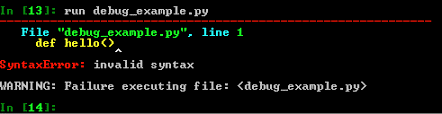 In [13]: run debug_example.py
------------------------------------------------------------
   File "debug_example.py", line 1
     def hello()
                ^
SyntaxError: invalid syntax
WARNING: Failure executing file: <debug_example.py>
In [14]: